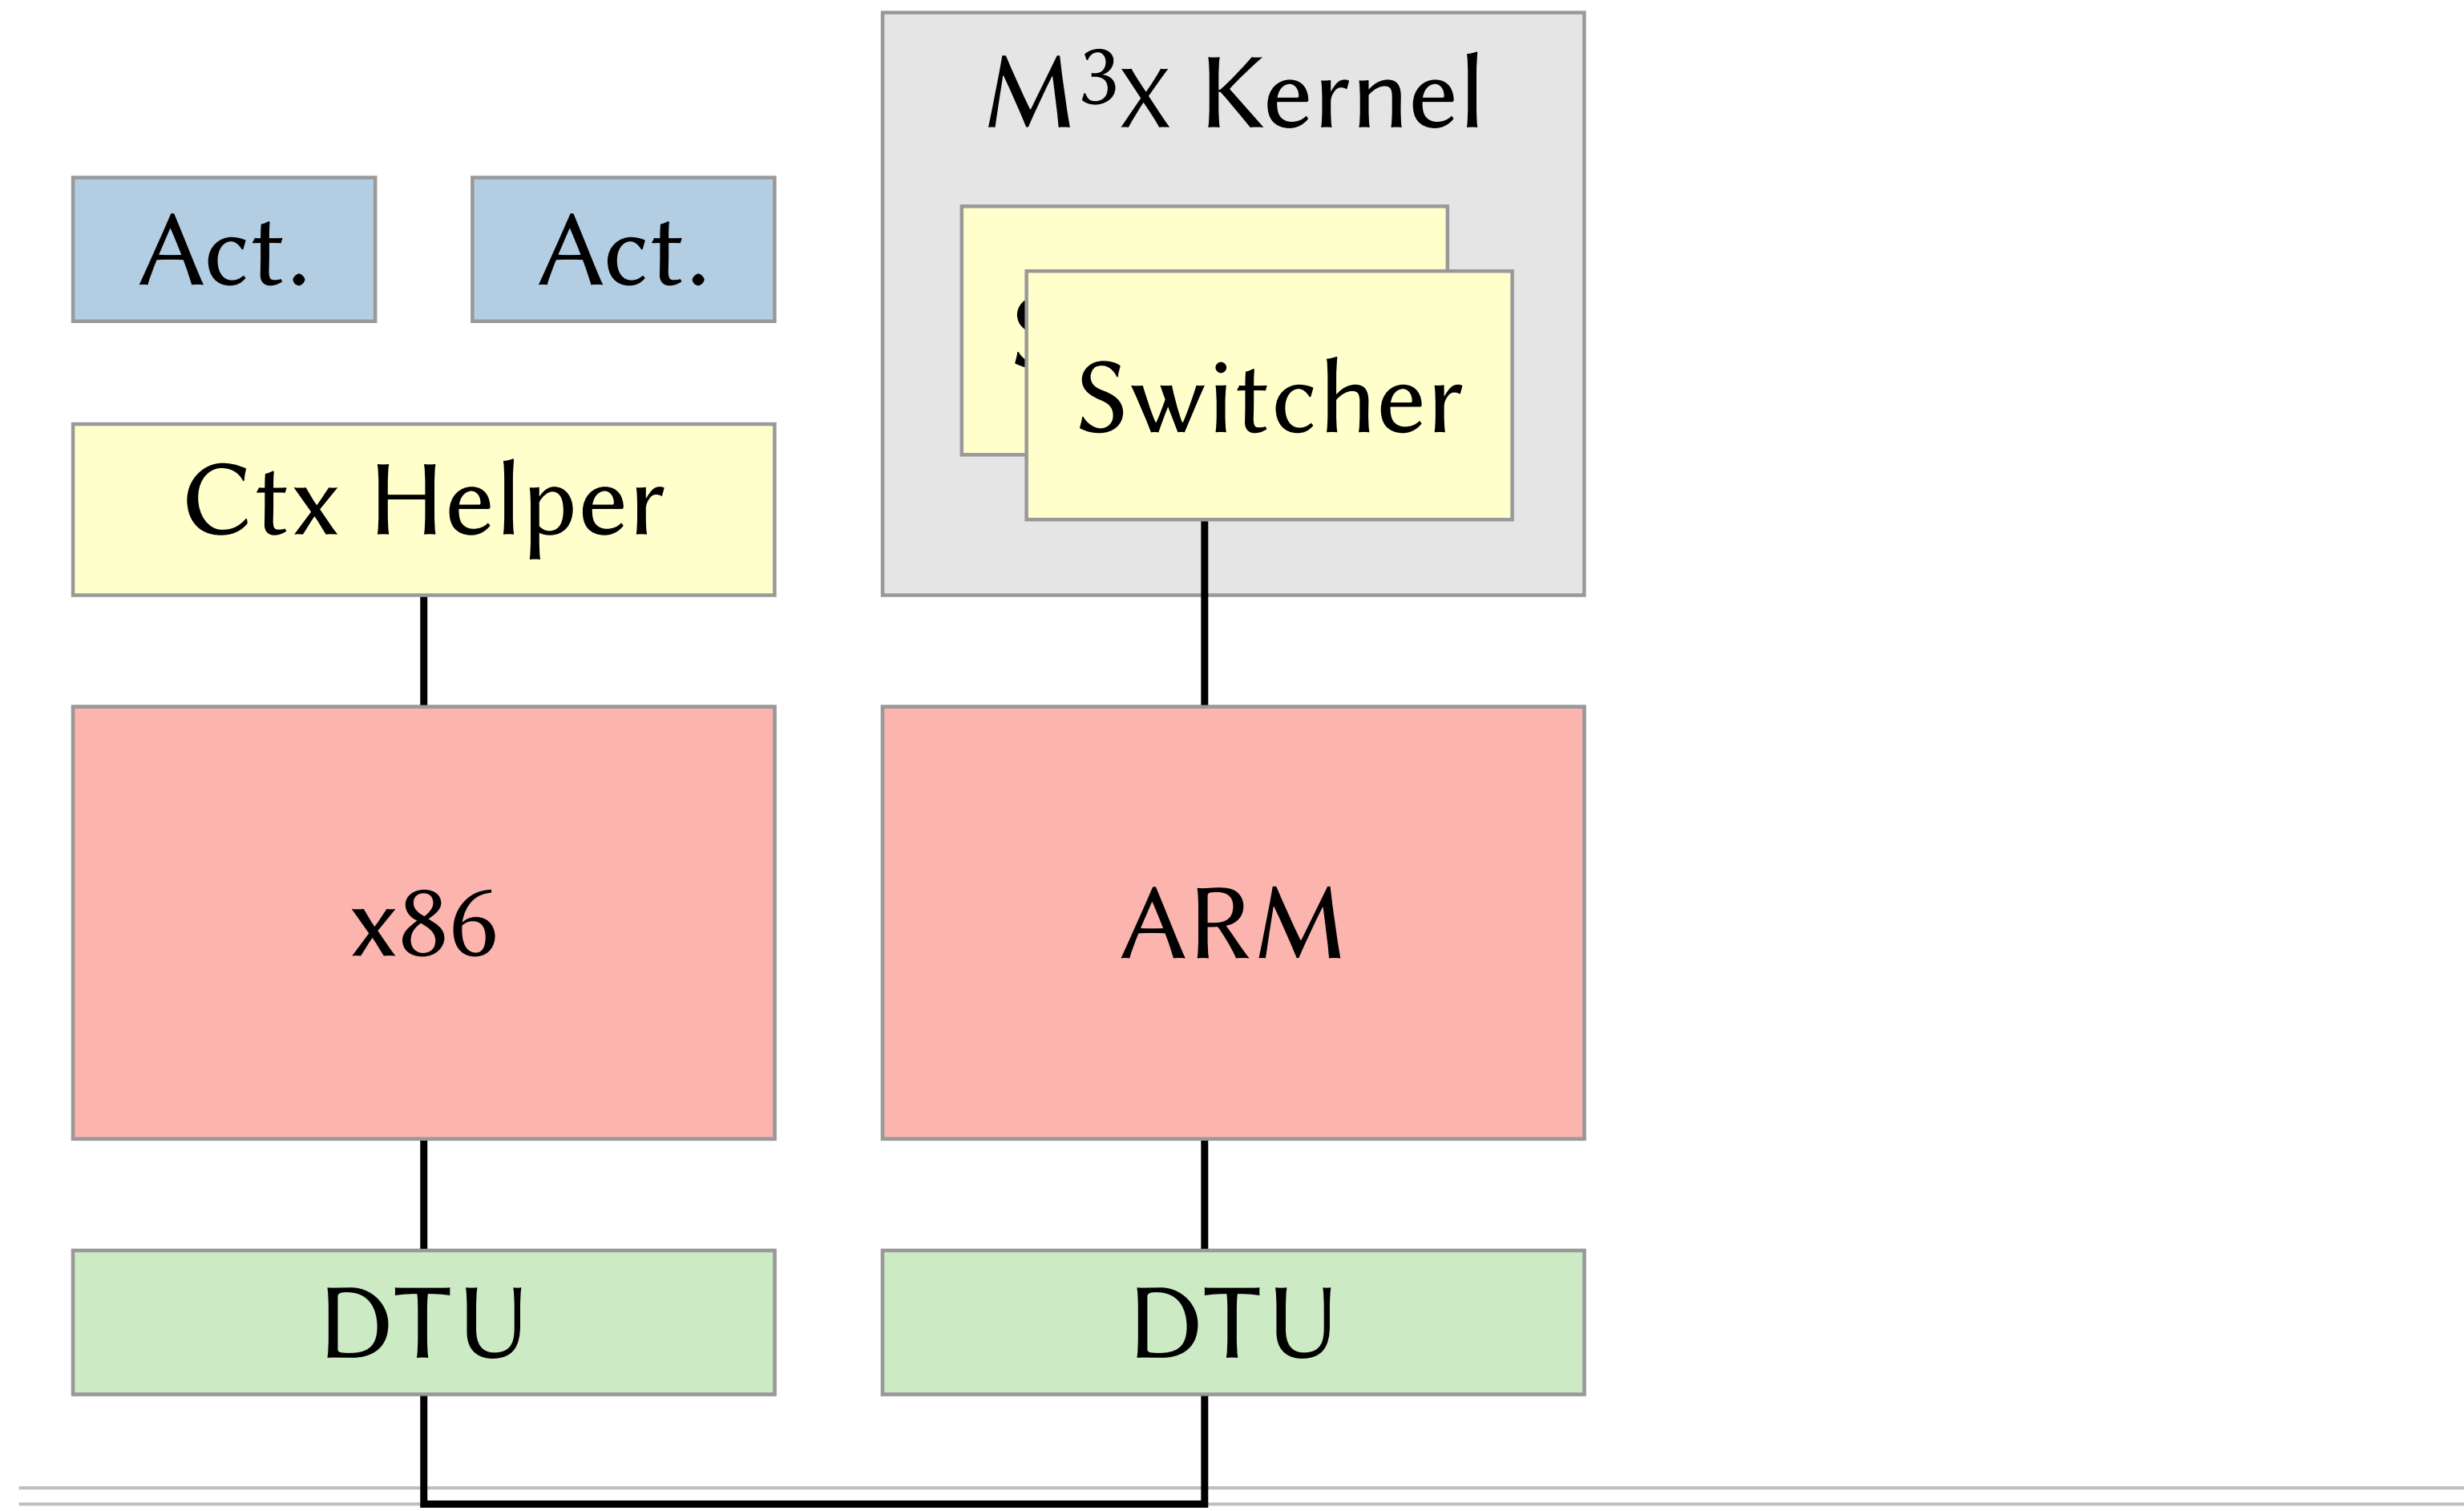 M³x Kernel
Act.
Act.
Switcher
Ctx Helper
x86
ARM
DTU
DTU